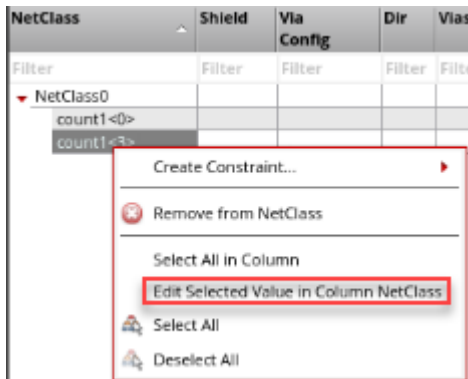 NetClass Shield Via Config Dir Vias
Filter Filter Filter Filter Filte
NetClass0
count1<0>
count1<3>
Create Constraint...
Remove from NetClass
Select All in Column
Edit Selected Value in Column NetClass
Select All
Deselect All